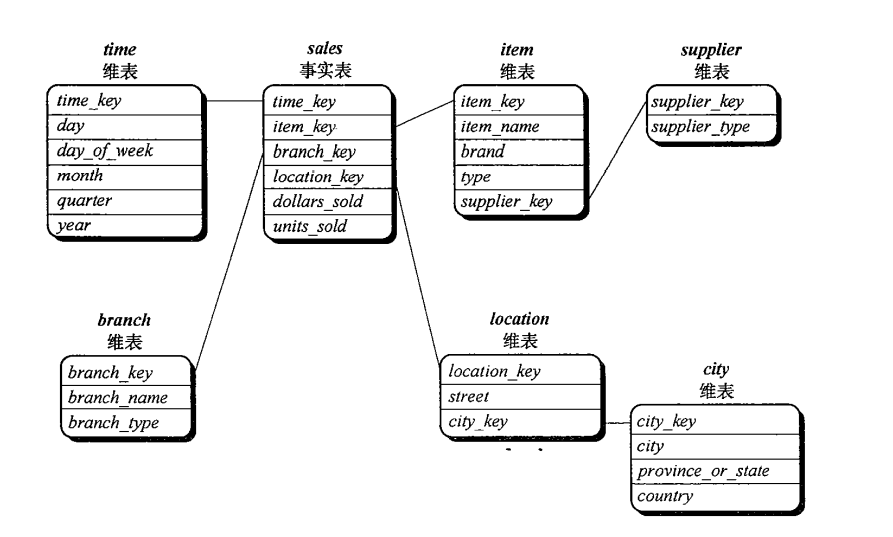 time
维表
time_key
day
day_of_week
month
quarter
year
sales
事实表
time_key
item_key
branch_key
location_key
dollars_sold
units_sold
item
维表
item_key
item_name
brand
type
supplier_key
supplier
维表
supplier_key
supplier_type
branch
维表
branch_key
branch_name
branch_type
location
维表
location_key
street
city_key
city
维表
city_key
city
province_or_state
country